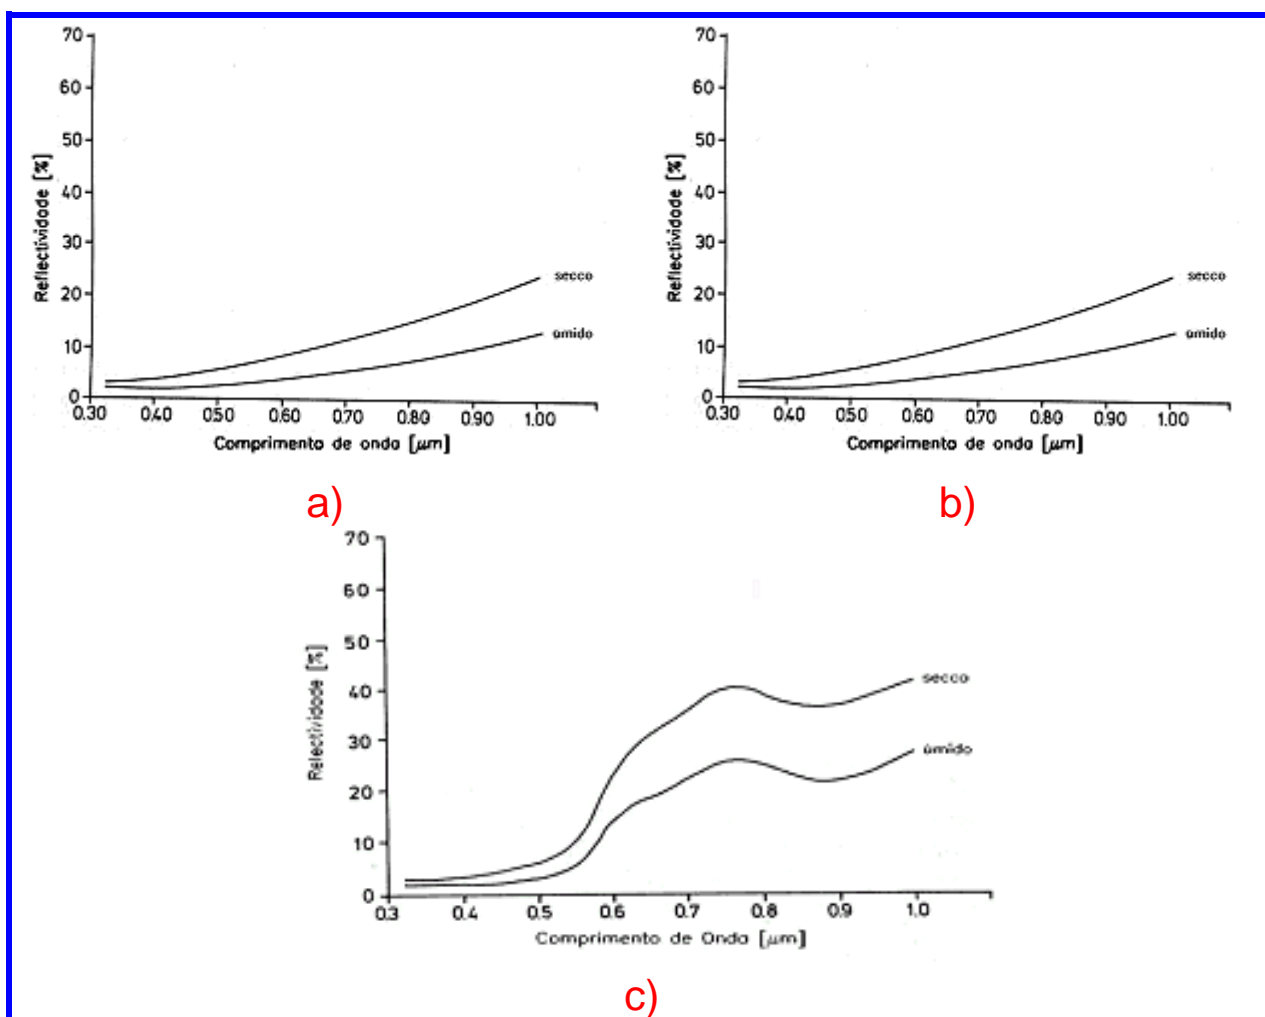 70
60
50
40
30
20
10
0
Reflectividade [%]
secco
úmido
0.30 0.40 0.50 0.60 0.70 0.80 0.90 1.00
Comprimento de onda [μm]
a)
70
60
50
40
30
20
10
0
Reflectividade [%]
secco
úmido
0.30 0.40 0.50 0.60 0.70 0.80 0.90 1.00
Comprimento de onda [μm]
b)
70
60
50
40
30
20
10
0
Relectividade [%]
secco
úmido
0.3 0.4 0.5 0.6 0.7 0.8 0.9 1.0
Comprimento de Onda [μm]
c)